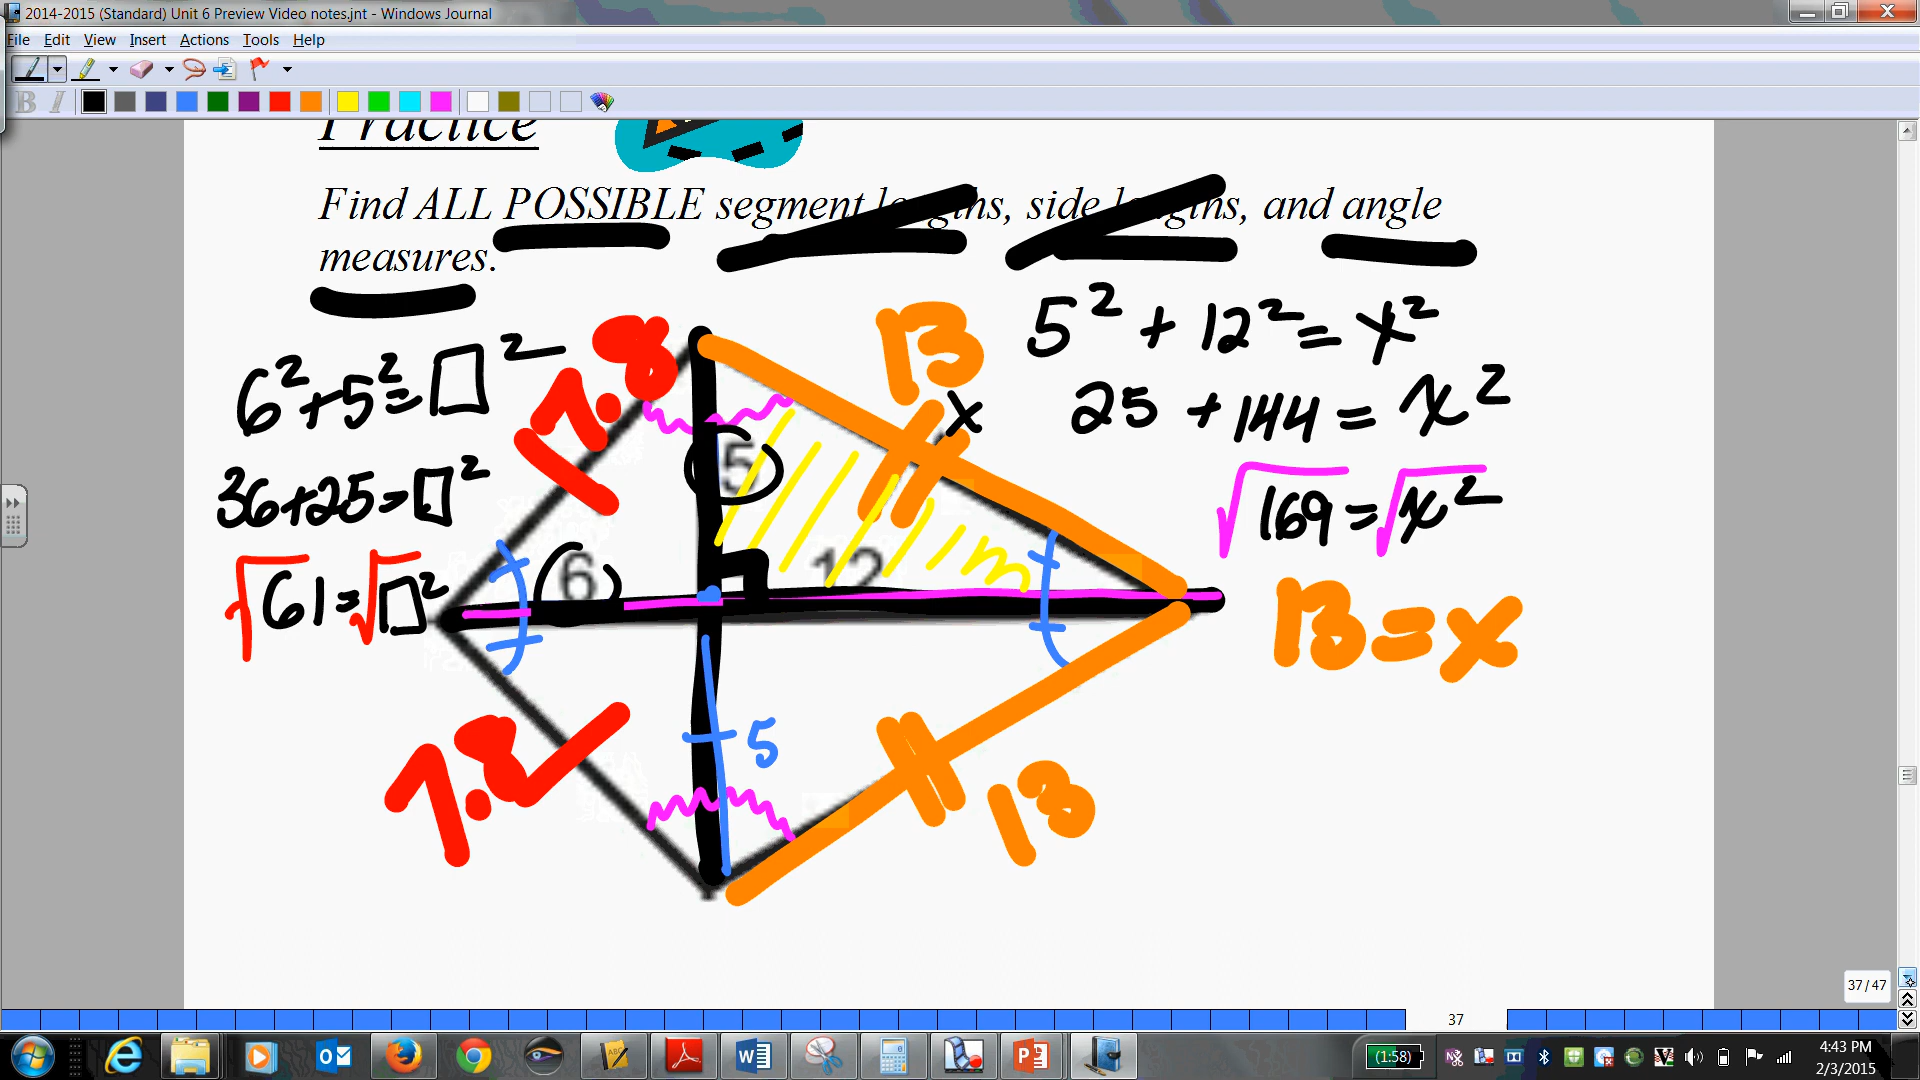 2014-2015 (Standard) Unit 6 Preview Video notes.jnt - Windows Journal
File Edit View Insert Actions Tools Help
B I
Practice
Find ALL POSSIBLE segment lengths, side lengths, and angle
measures.
6² + 5² = □²
36 + 25 = □²
√61 = √□²
7.8
13
x
5
6
12
5² + 12² = x²
25 + 144 = x²
√169 = √x²
13 = x
5
7.8
13
37 / 47
37
(1:58)
4:43 PM
2/3/2015